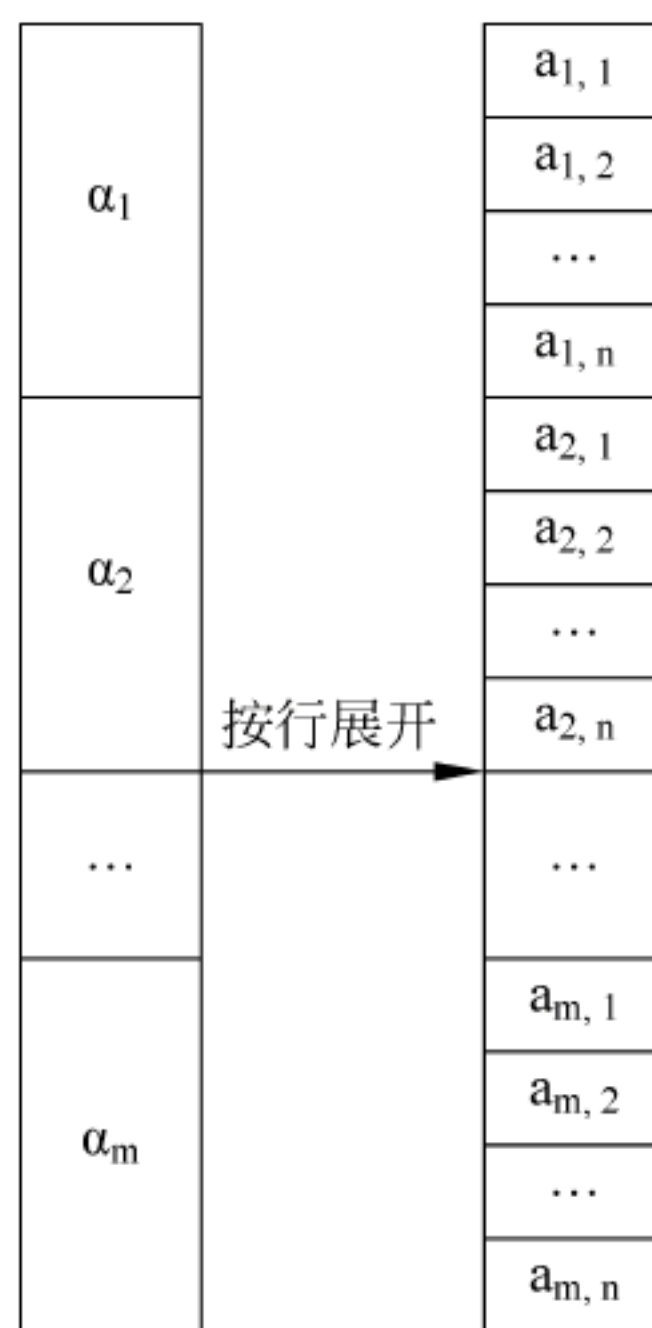 α1
α2
…
αm
按行展开
a1, 1
a1, 2
…
a1, n
a2, 1
a2, 2
…
a2, n
…
am, 1
am, 2
…
am, n